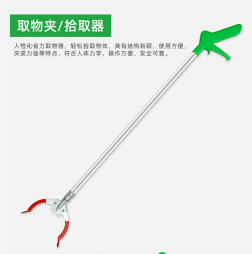 取物夹/拾取器
人性化省力取物器，轻松拾取物体，具有结构新颖，使用方便，
夹紧力强等特点，符合人体力学，操作方便，安全可靠。